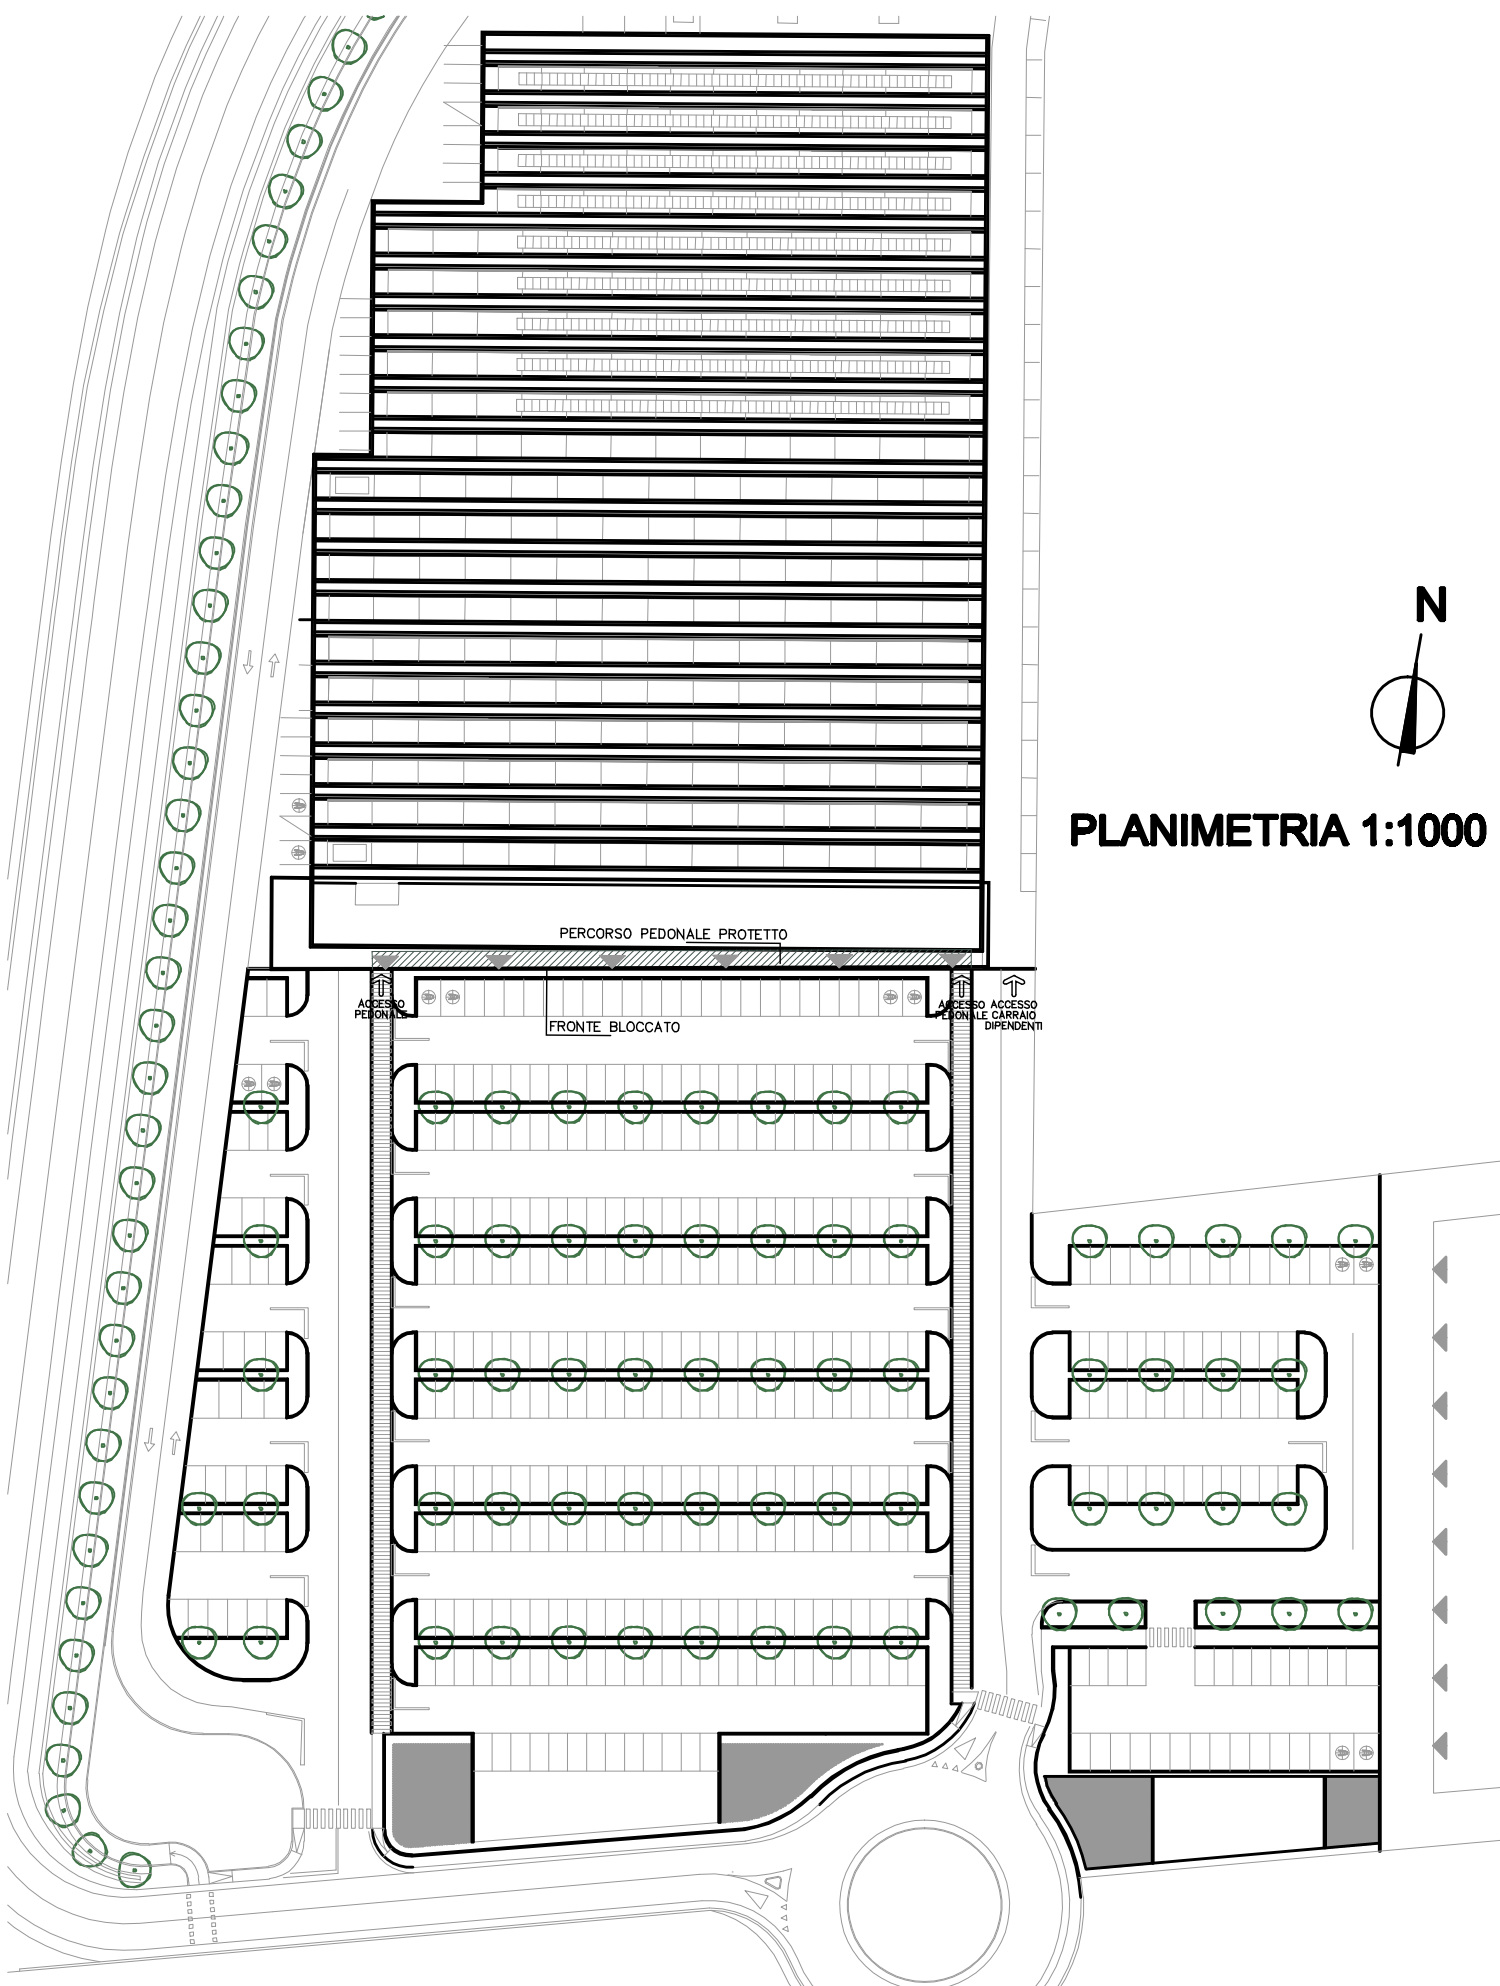 N
PLANIMETRIA 1:1000
PERCORSO PEDONALE PROTETTO
ACCESSO
PEDONALE
FRONTE BLOCCATO
ACCESSO
PEDONALE
ACCESSO
CARRAIO
DIPENDENTI